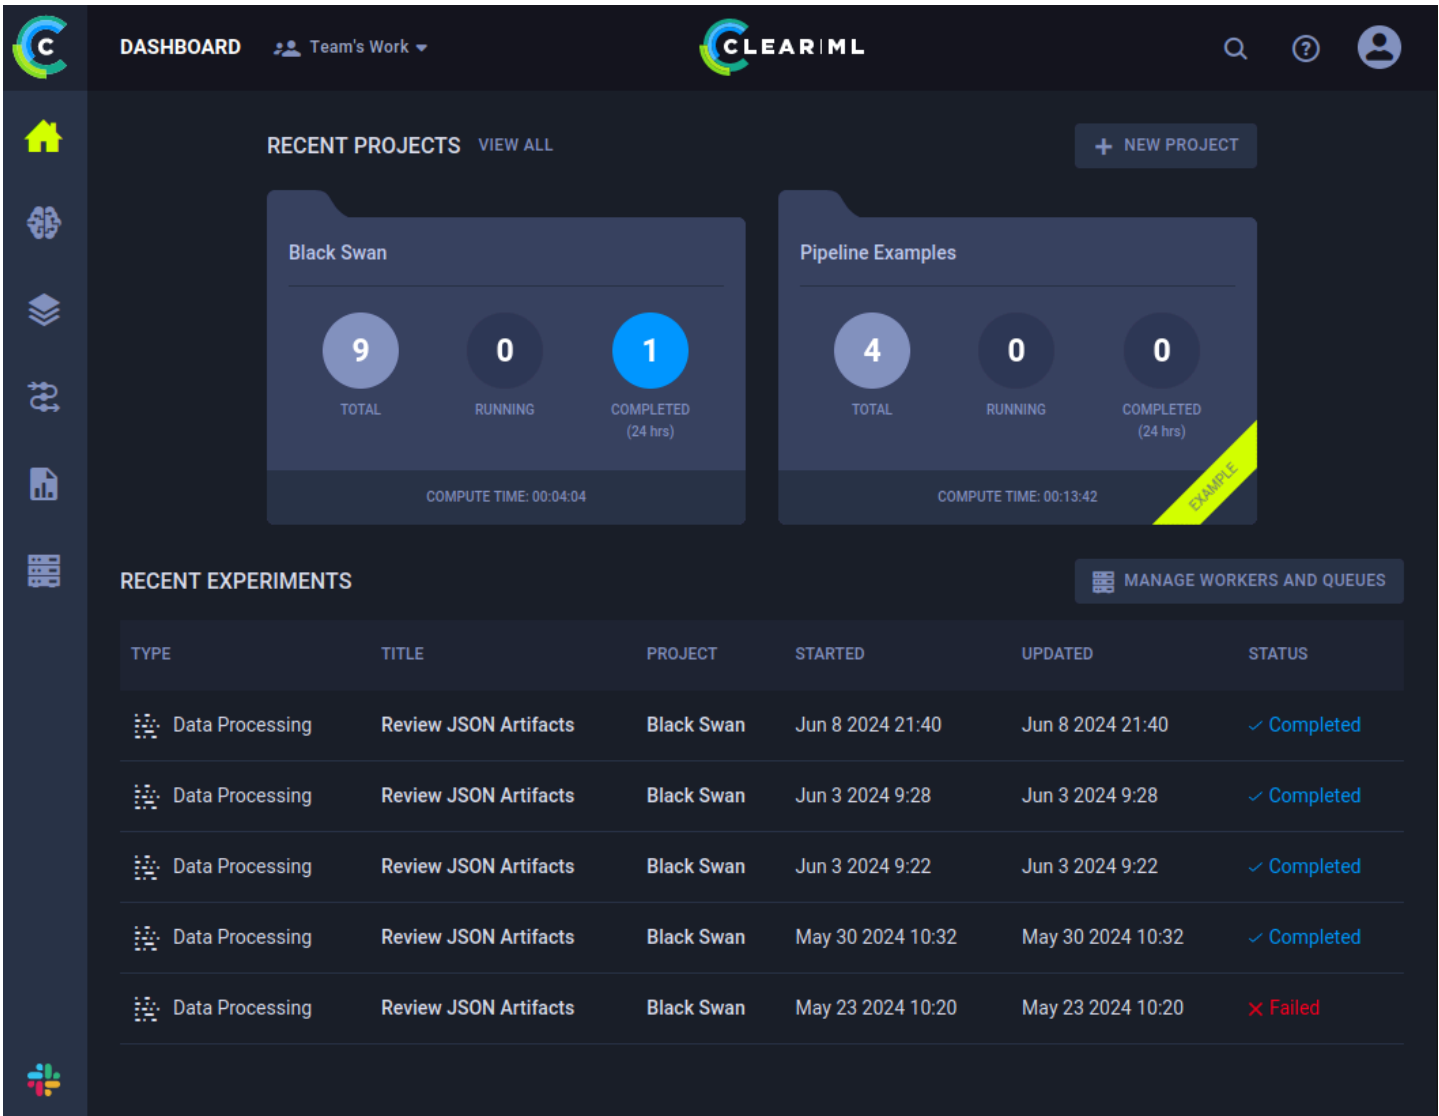 DASHBOARD Team's Work CLEAR|ML
RECENT PROJECTS VIEW ALL + NEW PROJECT
Black Swan
9 0 1
TOTAL RUNNING COMPLETED
(24 hrs)
COMPUTE TIME: 00:04:04
Pipeline Examples
4 0 0
TOTAL RUNNING COMPLETED
(24 hrs)
COMPUTE TIME: 00:13:42
EXAMPLE
RECENT EXPERIMENTS MANAGE WORKERS AND QUEUES
TYPE TITLE PROJECT STARTED UPDATED STATUS
Data Processing Review JSON Artifacts Black Swan Jun 8 2024 21:40 Jun 8 2024 21:40 Completed
Data Processing Review JSON Artifacts Black Swan Jun 3 2024 9:28 Jun 3 2024 9:28 Completed
Data Processing Review JSON Artifacts Black Swan Jun 3 2024 9:22 Jun 3 2024 9:22 Completed
Data Processing Review JSON Artifacts Black Swan May 30 2024 10:32 May 30 2024 10:32 Completed
Data Processing Review JSON Artifacts Black Swan May 23 2024 10:20 May 23 2024 10:20 Failed